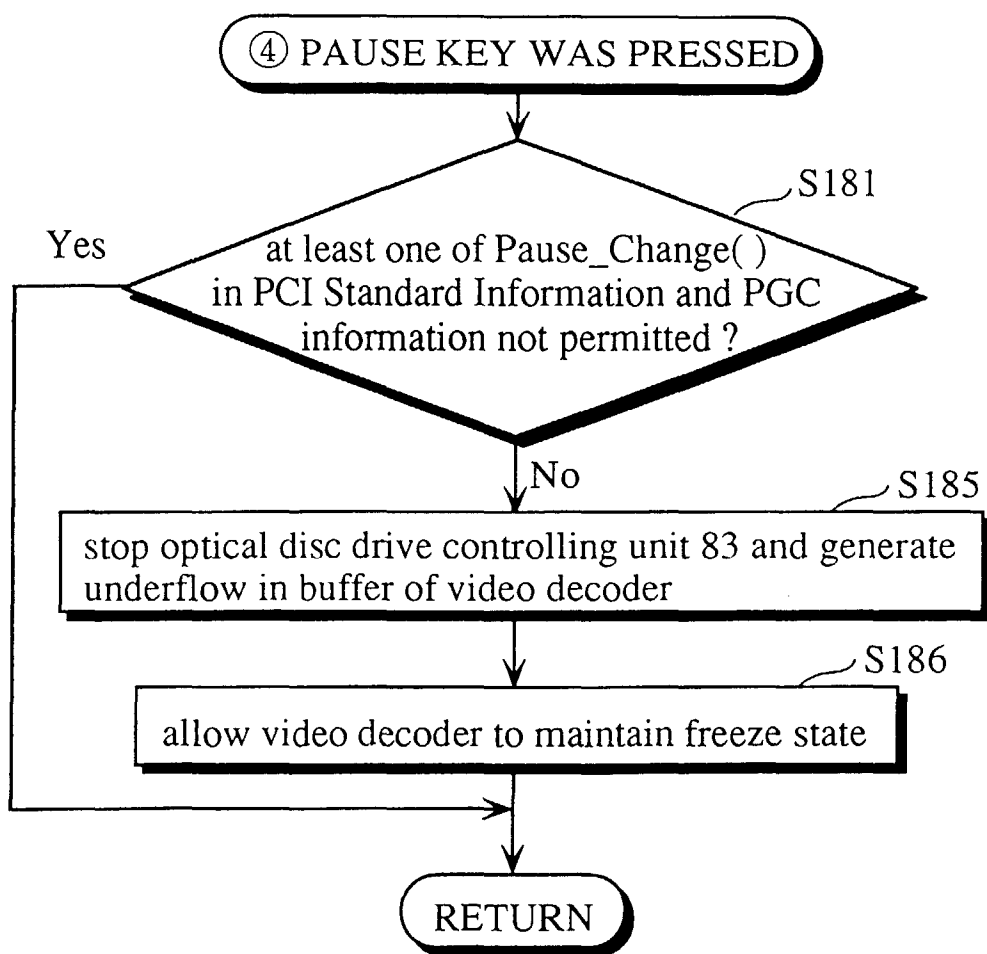 ④ PAUSE KEY WAS PRESSED
S181
Yes
at least one of Pause_Change( )
in PCI Standard Information and PGC
information not permitted ?
No
S185
stop optical disc drive controlling unit 83 and generate
underflow in buffer of video decoder
S186
allow video decoder to maintain freeze state
RETURN